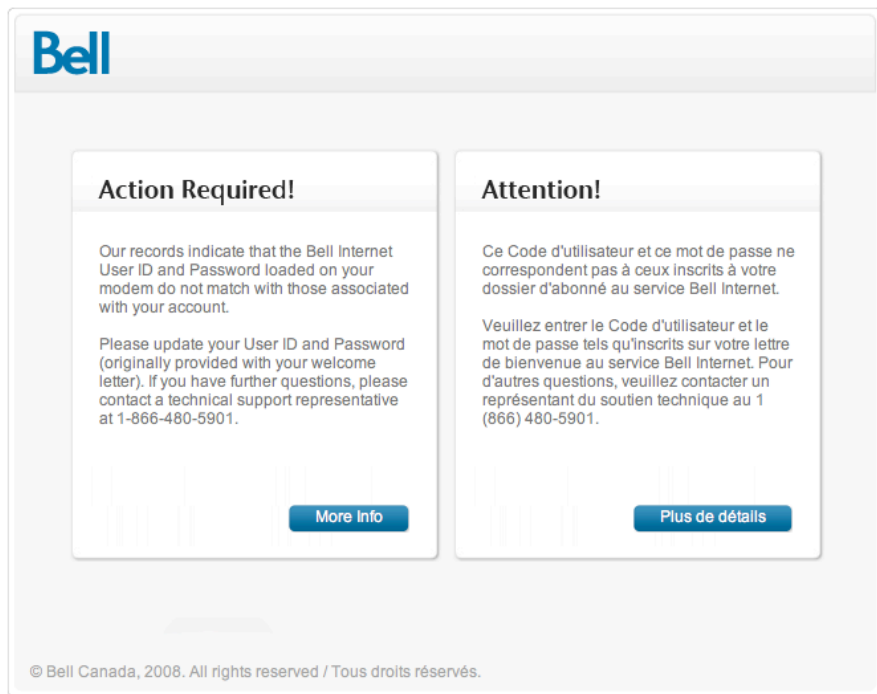 Bell
Action Required!
Our records indicate that the Bell Internet
User ID and Password loaded on your
modem do not match with those associated
with your account.
Please update your User ID and Password
(originally provided with your welcome
letter). If you have further questions, please
contact a technical support representative
at 1-866-480-5901.
More Info
Attention!
Ce Code d'utilisateur et ce mot de passe ne
correspondent pas à ceux inscrits à votre
dossier d'abonné au service Bell Internet.
Veuillez entrer le Code d'utilisateur et le
mot de passe tels qu'inscrits sur votre lettre
de bienvenue au service Bell Internet. Pour
d'autres questions, veuillez contacter un
représentant du soutien technique au 1
(866) 480-5901.
Plus de détails
© Bell Canada, 2008. All rights reserved / Tous droits réservés.